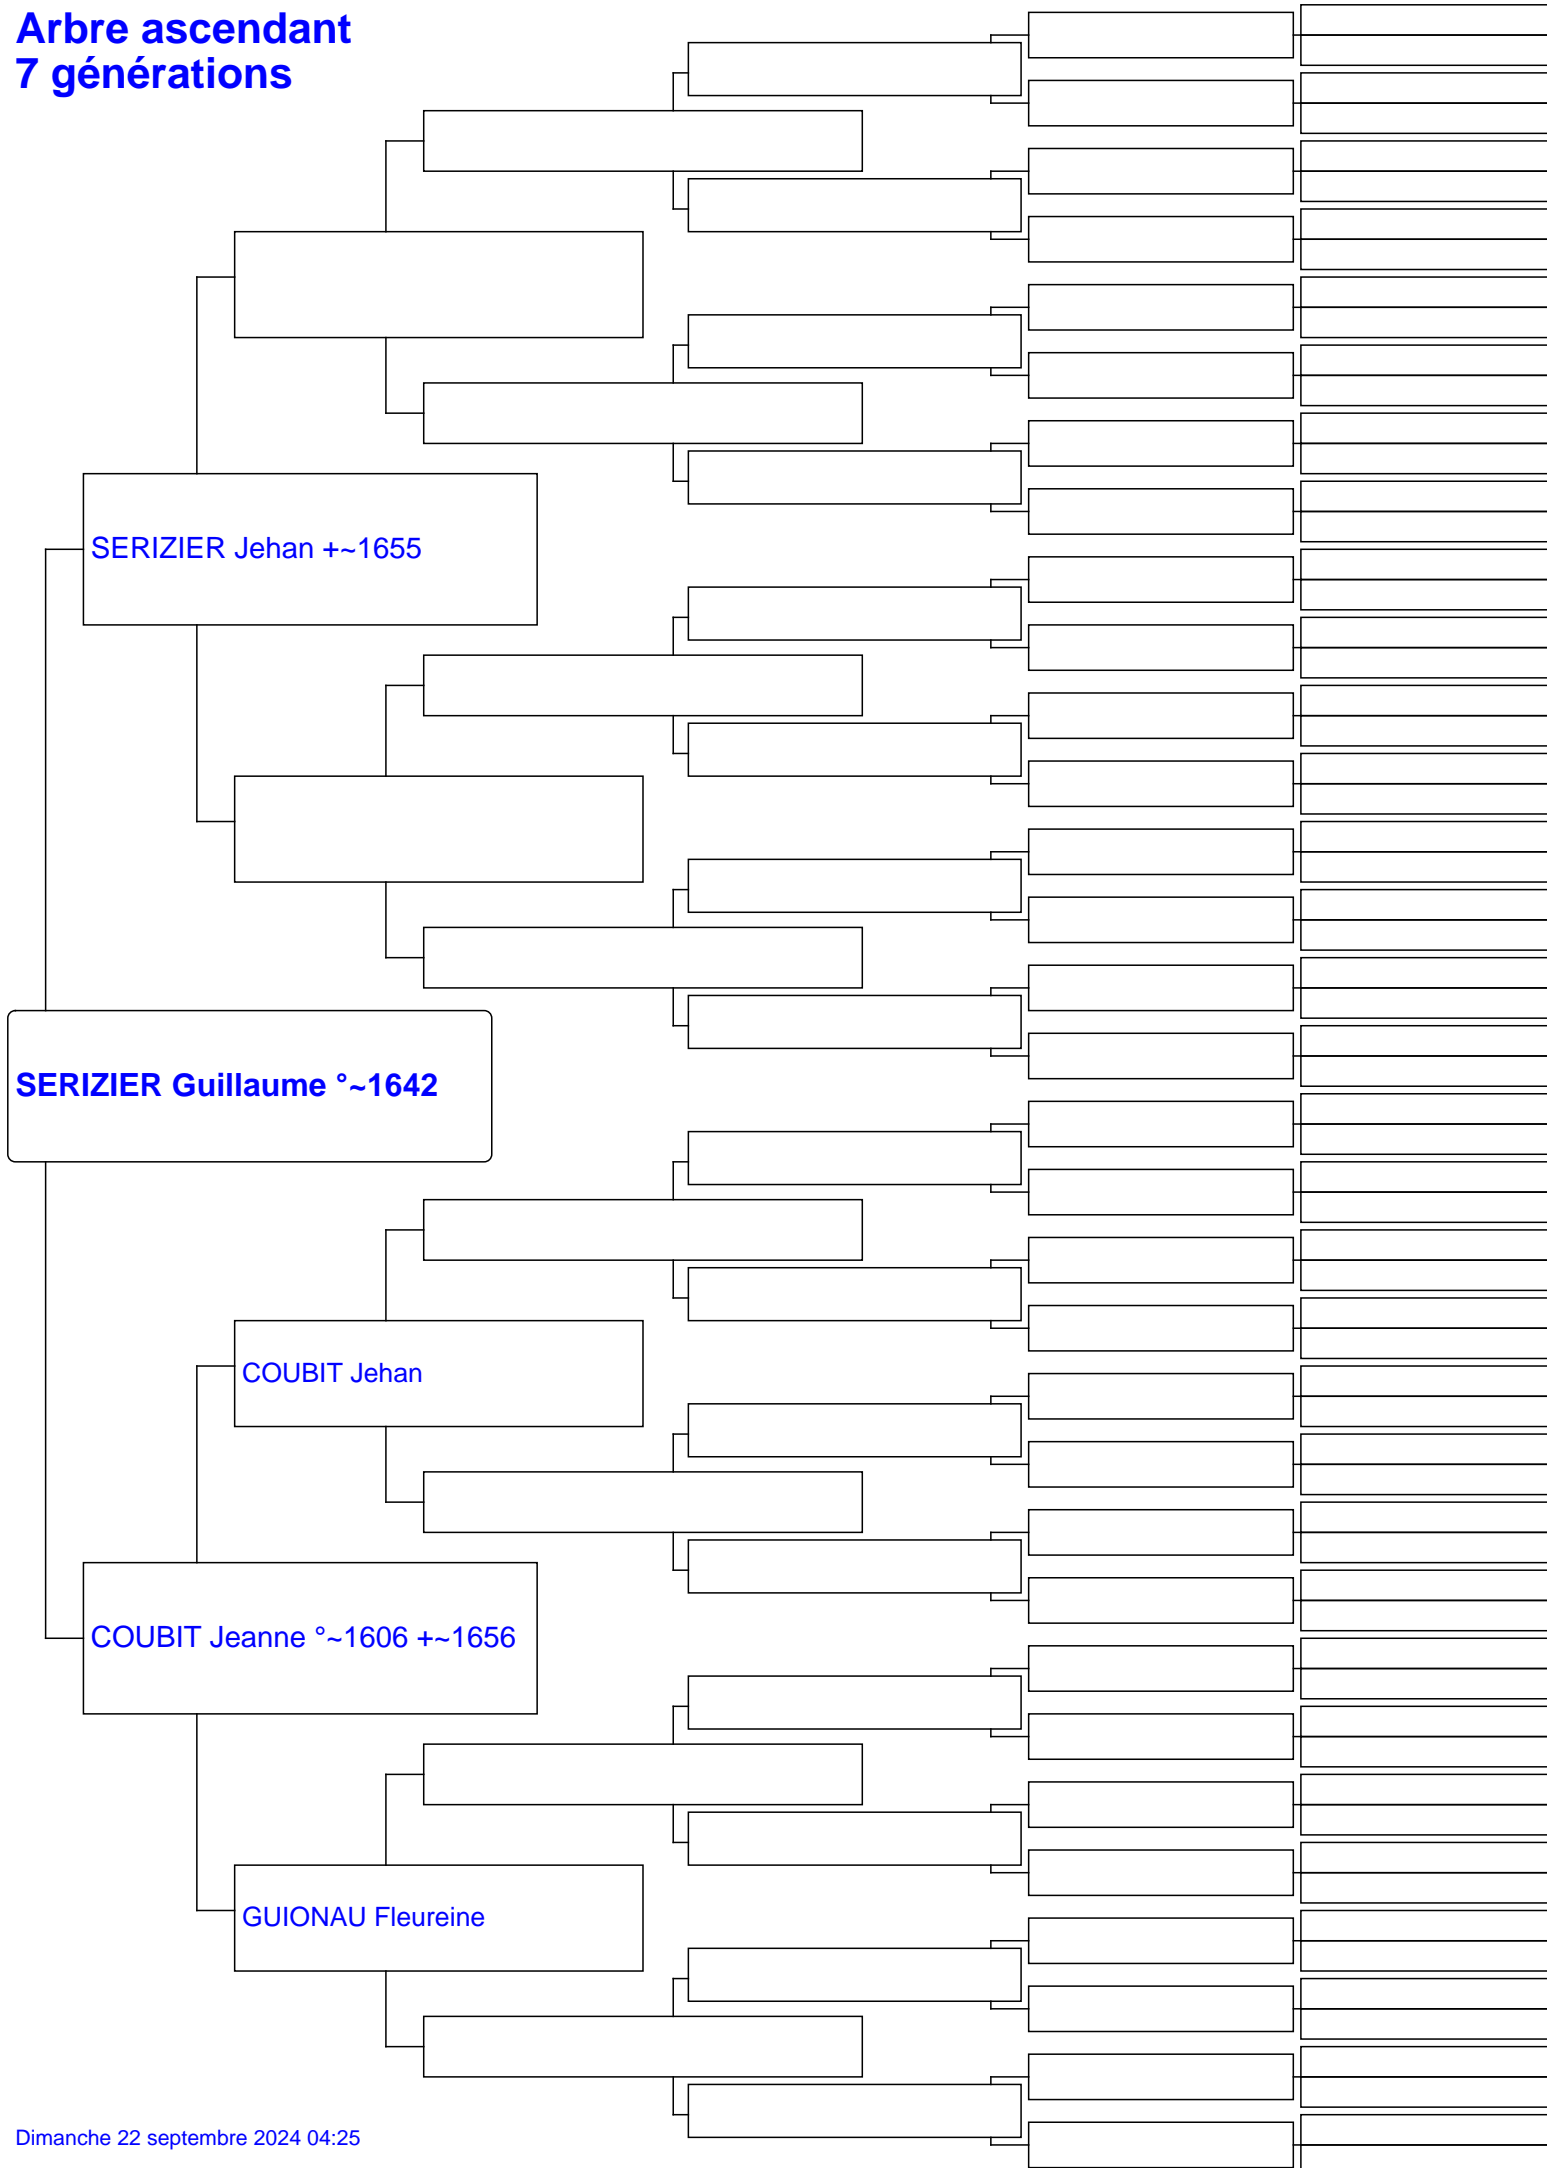 Arbre ascendant
7 générations
SERIZIER Jehan +~1655
SERIZIER Guillaume °~1642
COUBIT Jehan
COUBIT Jeanne °~1606 +~1656
GUIONAU Fleureine
Dimanche 22 septembre 2024 04:25